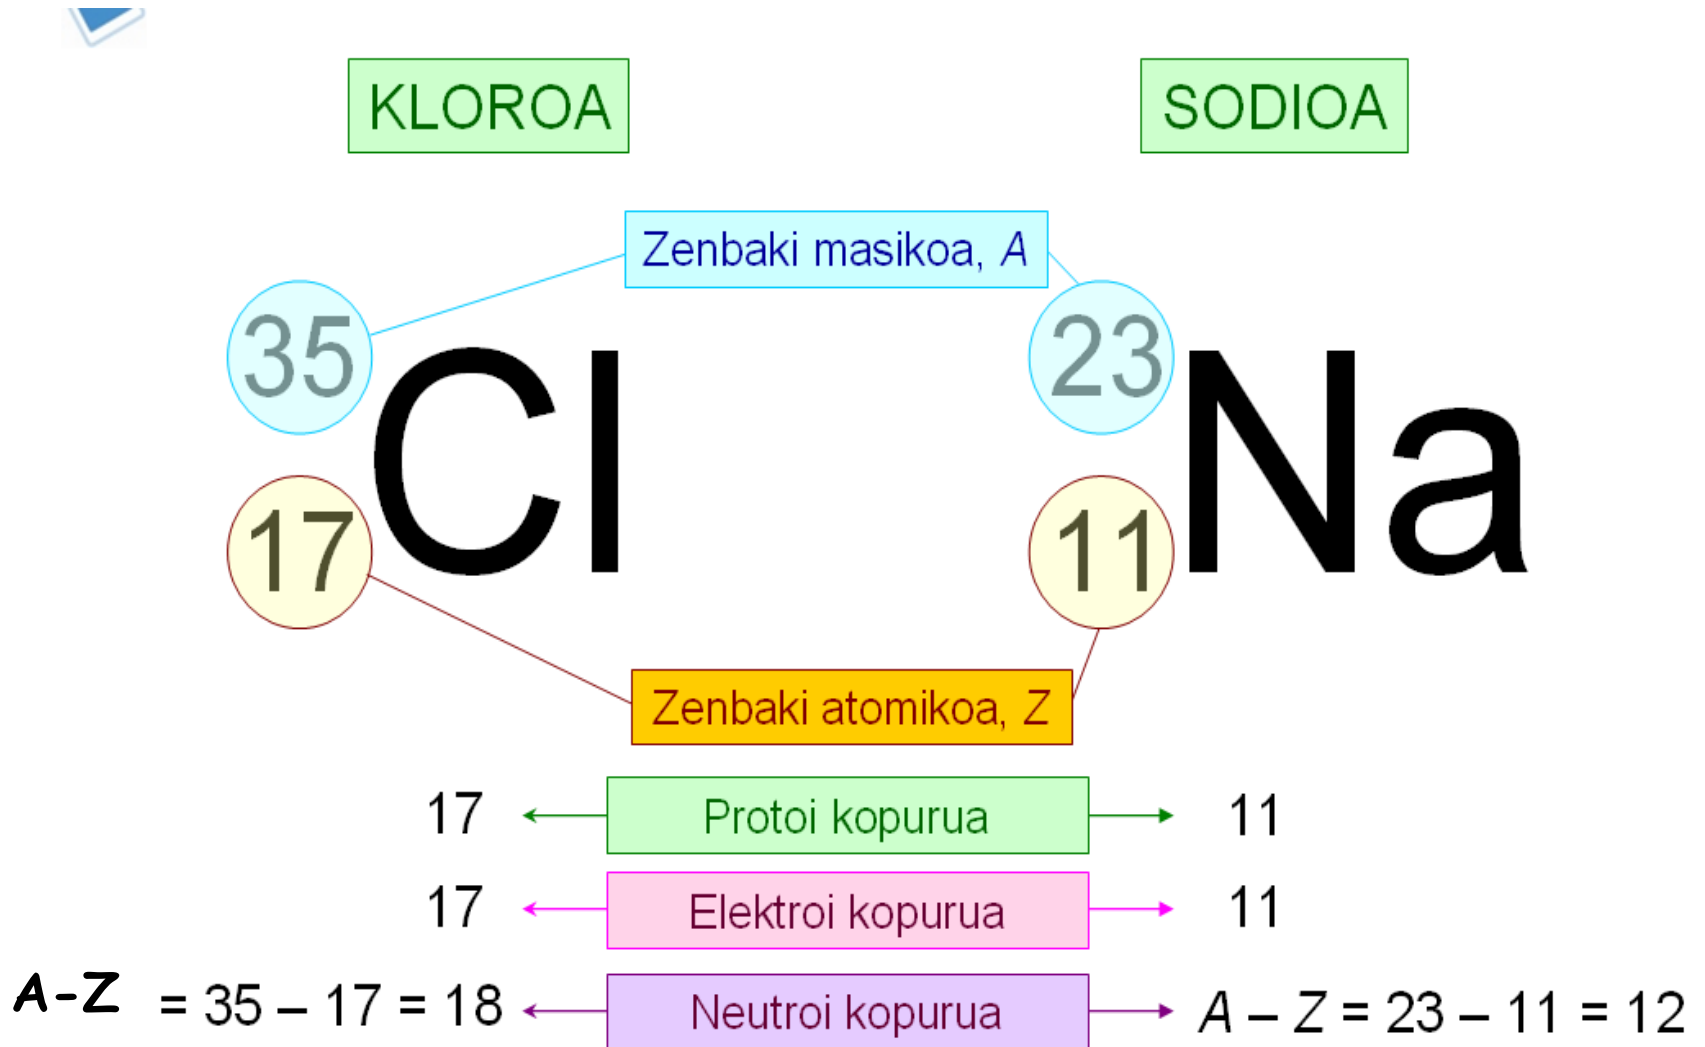 KLOROA SODIOA
Zenbaki masikoa, A
35 Cl 23 Na
17 11
Zenbaki atomikoa, Z
17 Protoi kopurua 11
17 Elektroi kopurua 11
A-Z = 35 – 17 = 18 Neutroi kopurua A – Z = 23 – 11 = 12